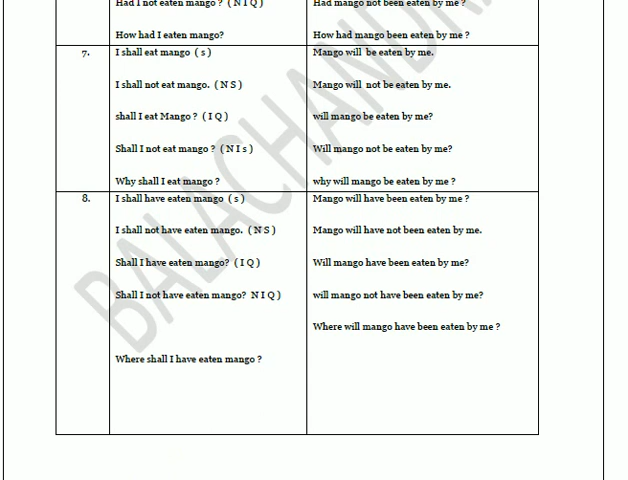 Had I not eaten mango ? ( N I Q ) Had mango not been eaten by me ?
How had I eaten mango? How had mango been eaten by me ?
7. I shall eat mango ( s ) Mango will be eaten by me.
I shall not eat mango. ( N S ) Mango will not be eaten by me.
shall I eat Mango ? ( I Q ) will mango be eaten by me?
Shall I not eat mango ? ( N I s ) Will mango not be eaten by me?
Why shall I eat mango ? why will mango be eaten by me ?
8. I shall have eaten mango ( s ) Mango will have been eaten by me ?
I shall not have eaten mango. ( N S ) Mango will have not been eaten by me.
Shall I have eaten mango? ( I Q ) Will mango have been eaten by me?
Shall I not have eaten mango? N I Q ) will mango not have been eaten by me?
Where will mango have been eaten by me ?
Where shall I have eaten mango ?
BALACHANDR